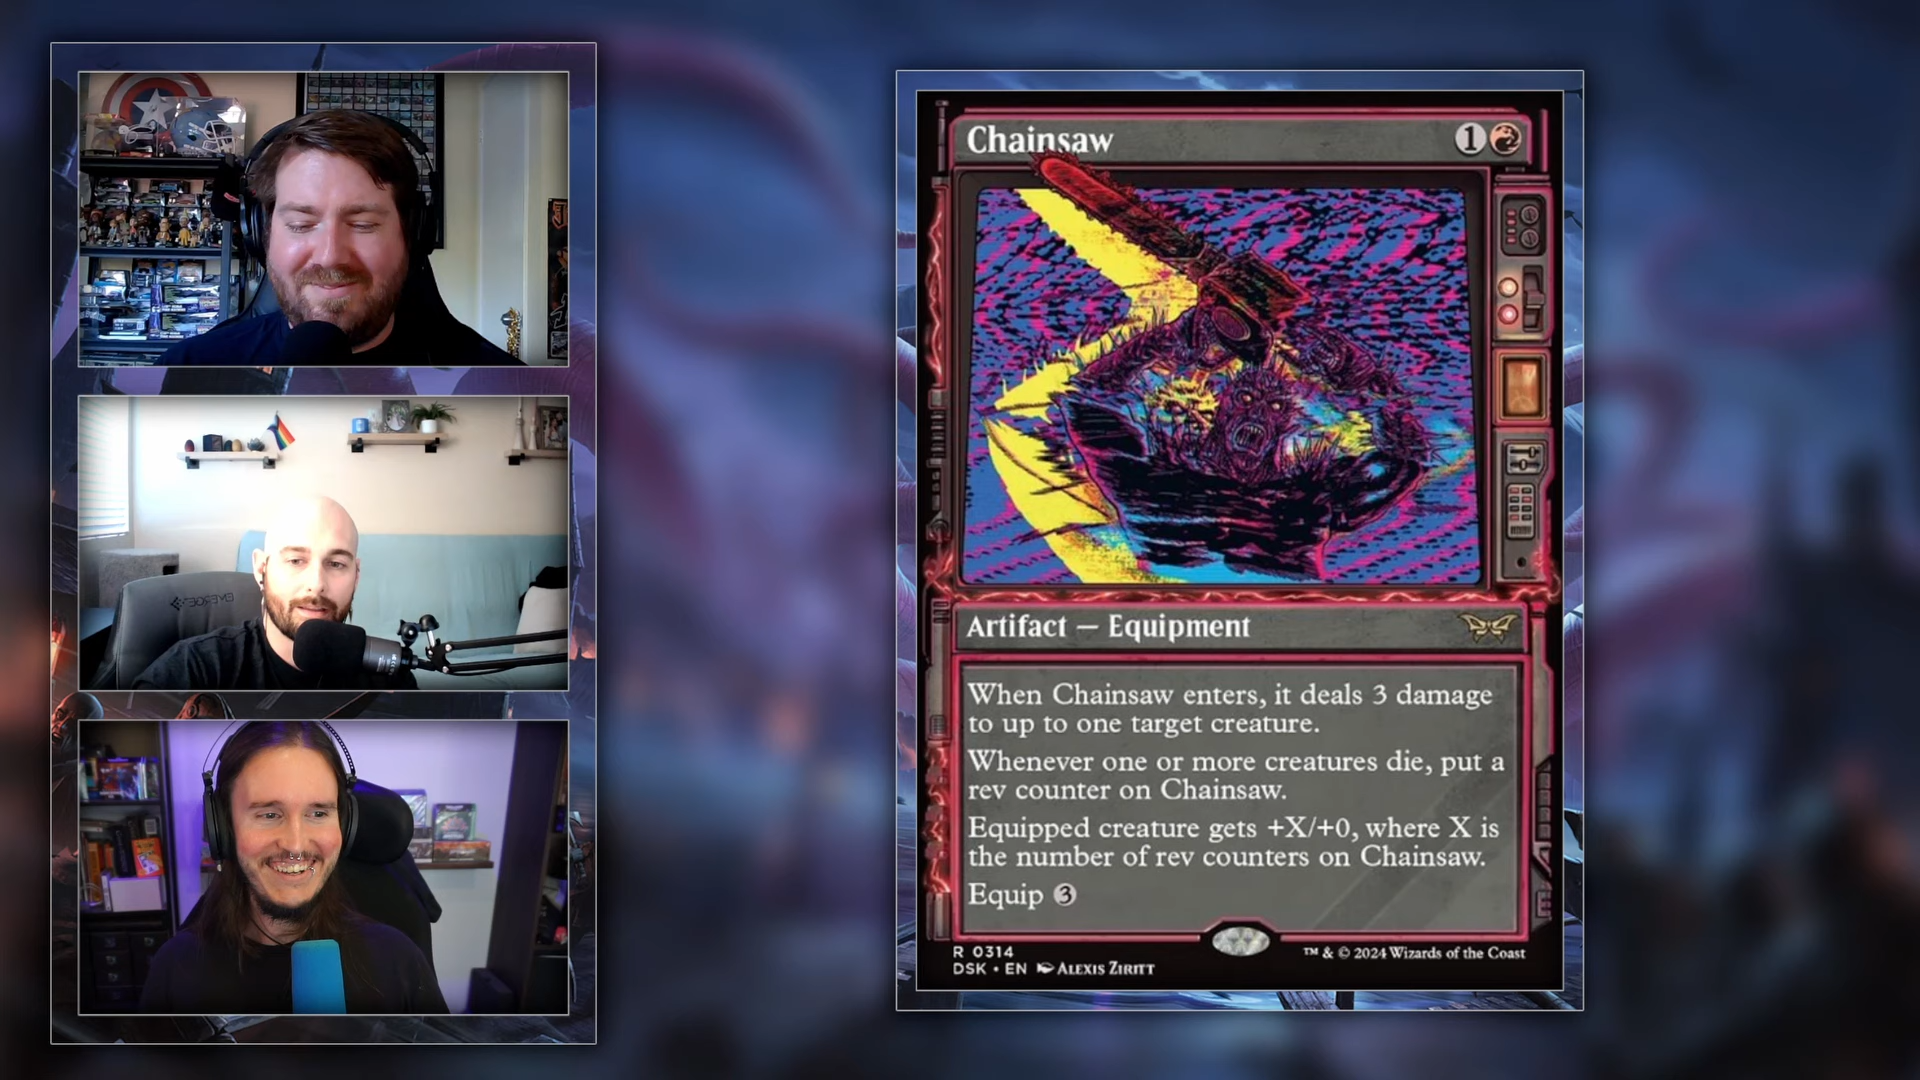 Chainsaw 1
Artifact — Equipment
When Chainsaw enters, it deals 3 damage
to up to one target creature.
Whenever one or more creatures die, put a
rev counter on Chainsaw.
Equipped creature gets +X/+0, where X is
the number of rev counters on Chainsaw.
Equip 3
R 0314
DSK • EN ALEXIS ZIRITT
™ & © 2024 Wizards of the Coast